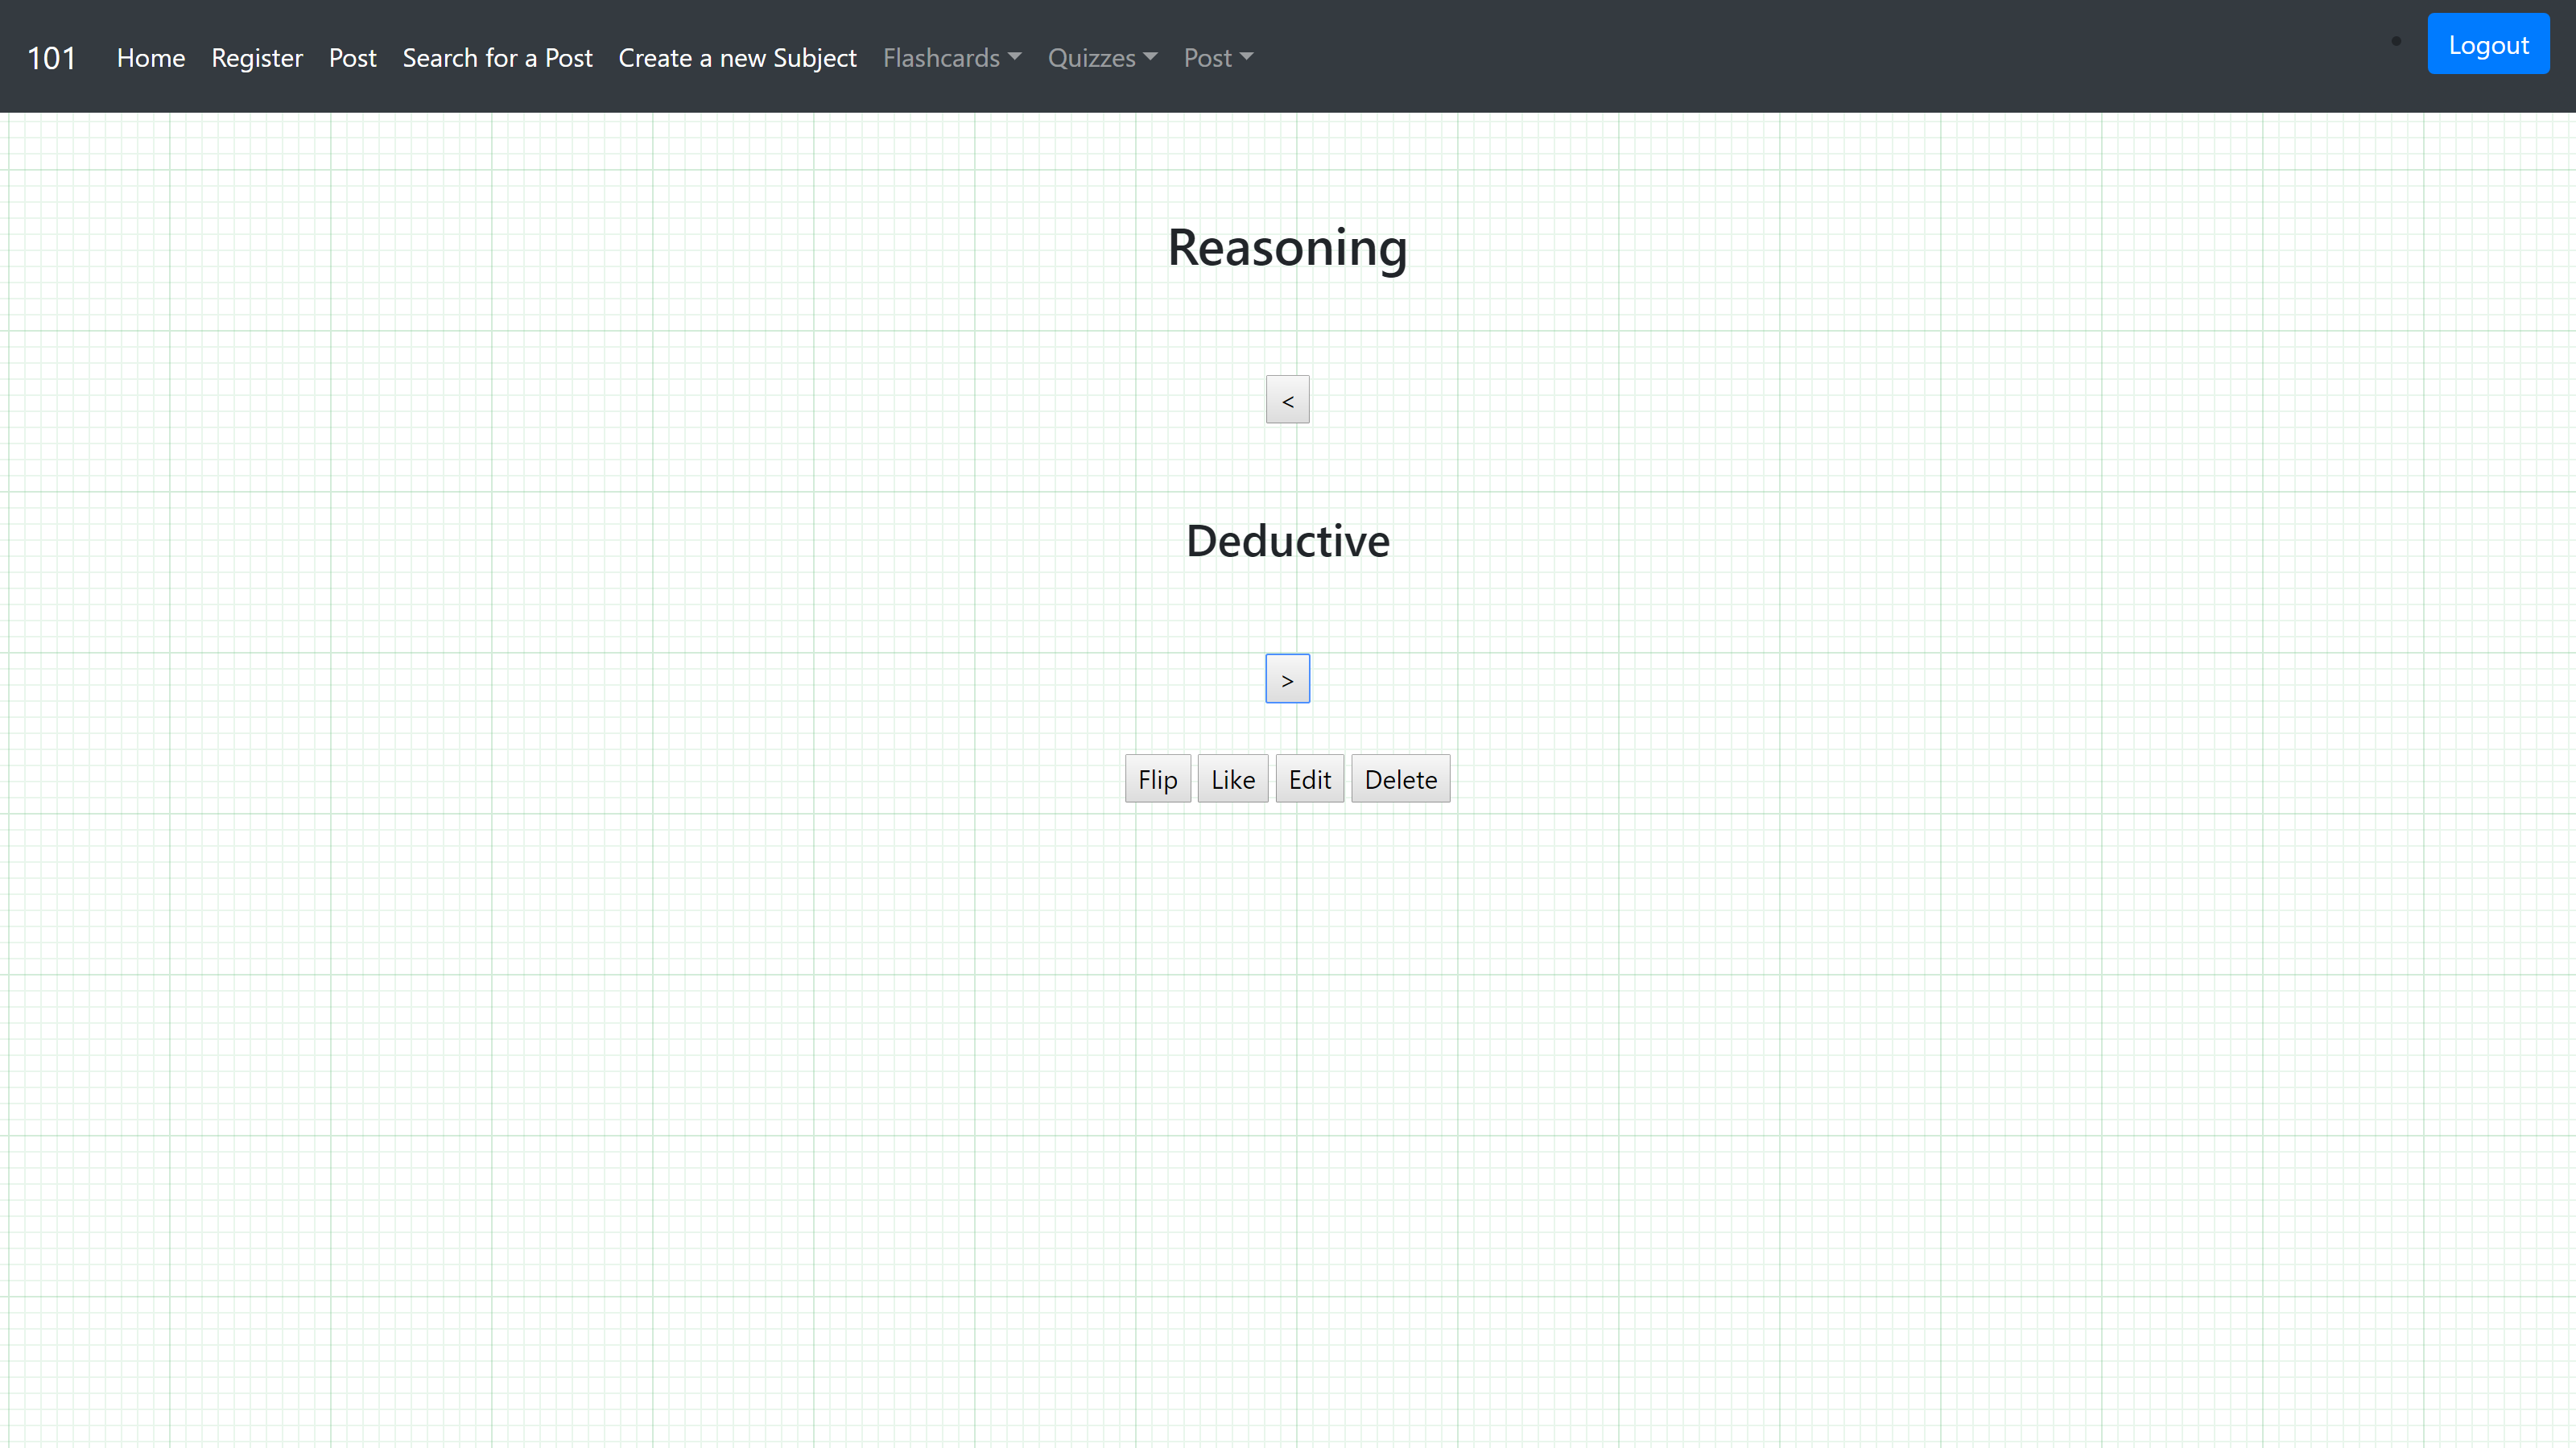 101 Home Register Post Search for a Post Create a new Subject Flashcards Quizzes Post Logout
Reasoning
<
Deductive
>
Flip Like Edit Delete